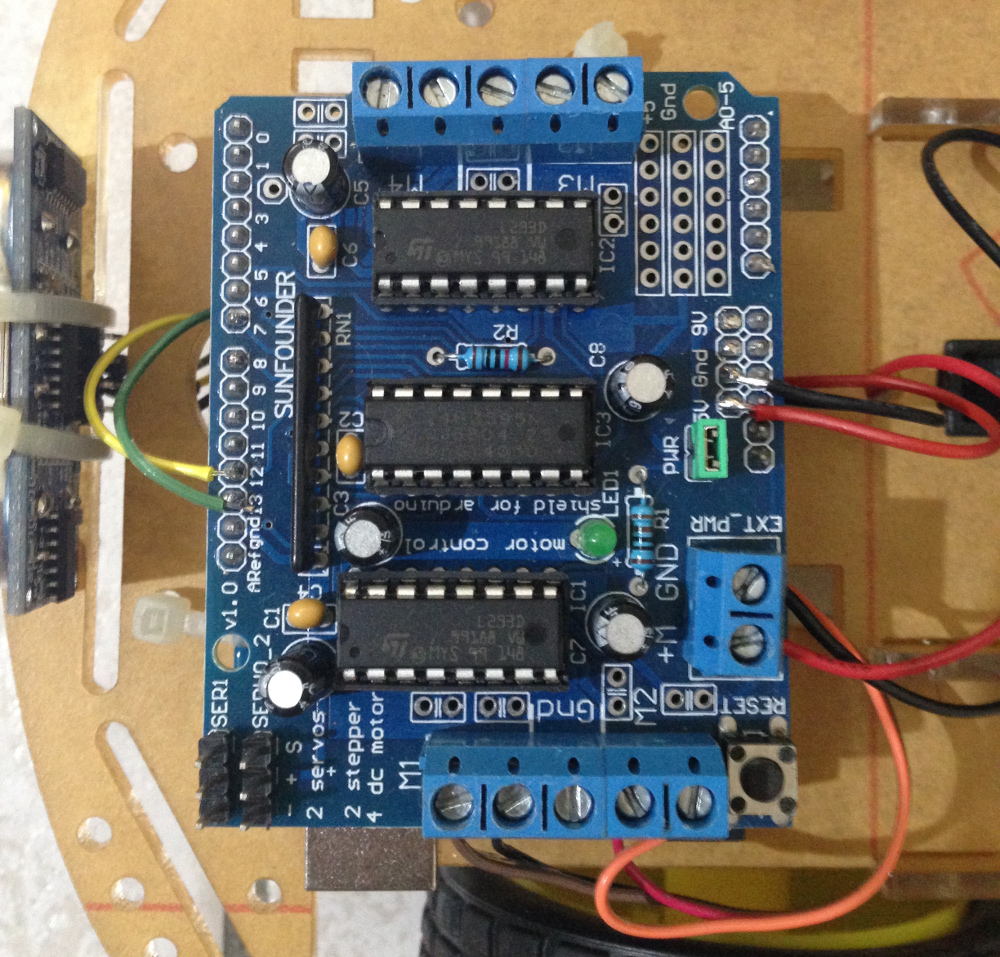 +5
Gnd
A0-5
0
1
3
4
5
6
7
8
9
10
11
12
13
gnd
ARef
SUNFOUNDER
C5
M4
M3
C6
IC2
RN1
R2
C8
IC3
9V
Gnd
5V
PWR
C3
shield for arduino
motor control
LED1
+
R1
EXT_PWR
GND
+M
IC1
C7
C1
v1.0
SER1
SERVO_2
S
+
-
2 servos
+
2 stepper
4 dc motor
M1
Gnd
M2
RESET